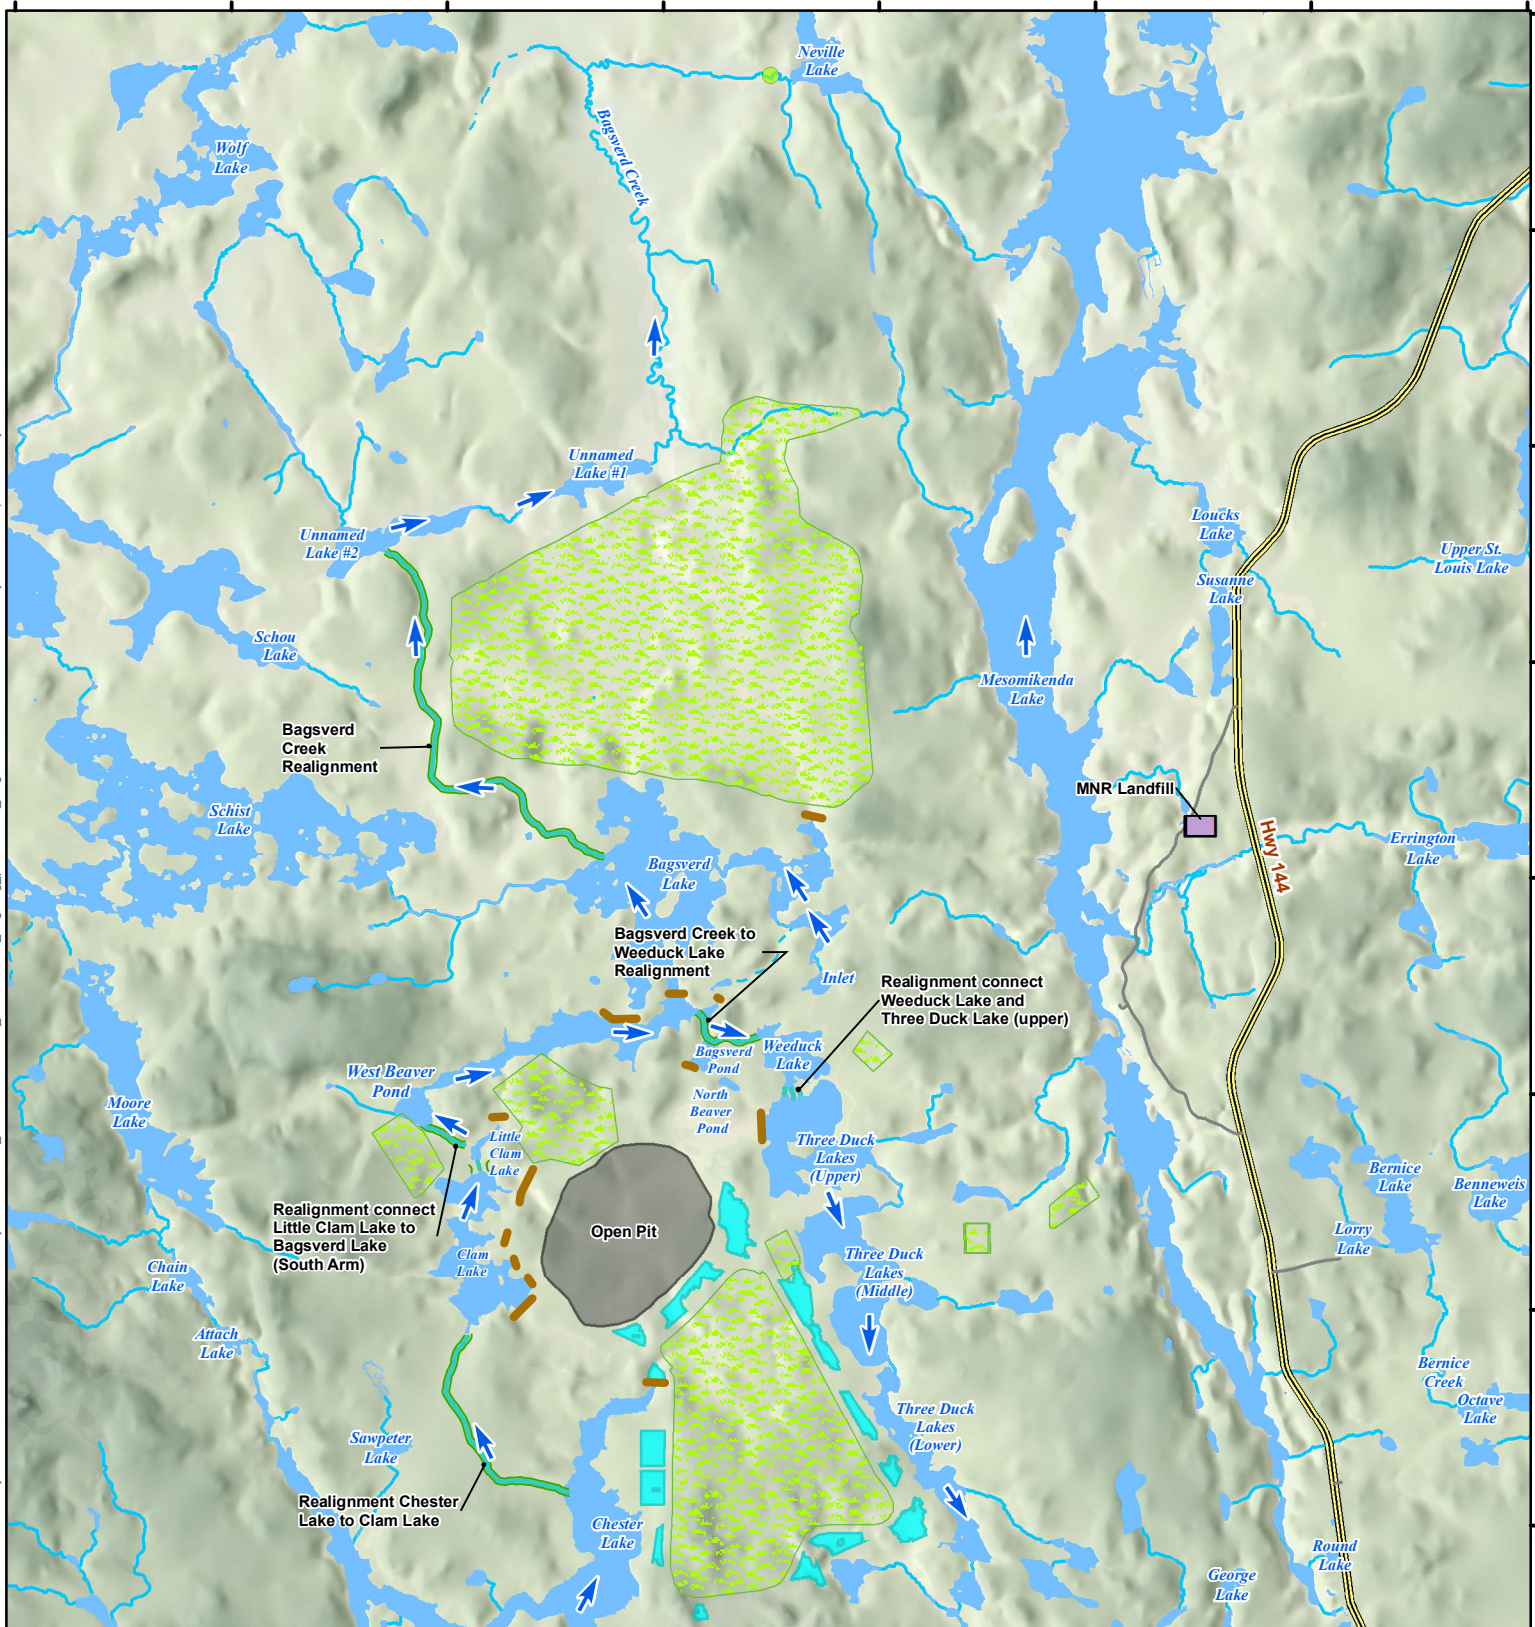 Neville
Lake
Bagsverd Creek
Wolf
Lake
Unnamed
Lake #1
Unnamed
Lake #2
Loucks
Lake
Upper St.
Louis Lake
Susanne
Lake
Schou
Lake
Mesomikenda
Lake
Bagsverd
Creek
Realignment
MNR Landfill
Schist
Lake
Hwy 144
Errington
Lake
Bagsverd
Lake
Bagsverd Creek to
Weeduck Lake
Realignment
Inlet
Realignment connect
Weeduck Lake and
Three Duck Lake (upper)
Bagsverd
Pond
Weeduck
Lake
West Beaver
Pond
North
Beaver
Pond
Moore
Lake
Little
Clam
Lake
Three Duck
Lakes
(Upper)
Bernice
Lake
Benneweis
Lake
Realignment connect
Little Clam Lake to
Bagsverd Lake
(South Arm)
Open Pit
Lorry
Lake
Clam
Lake
Three Duck
Lakes
(Middle)
Chain
Lake
Attach
Lake
Bernice
Creek
Octave
Lake
Three Duck
Lakes
(Lower)
Sawpeter
Lake
Realignment Chester
Lake to Clam Lake
Chester
Lake
Round
Lake
George
Lake